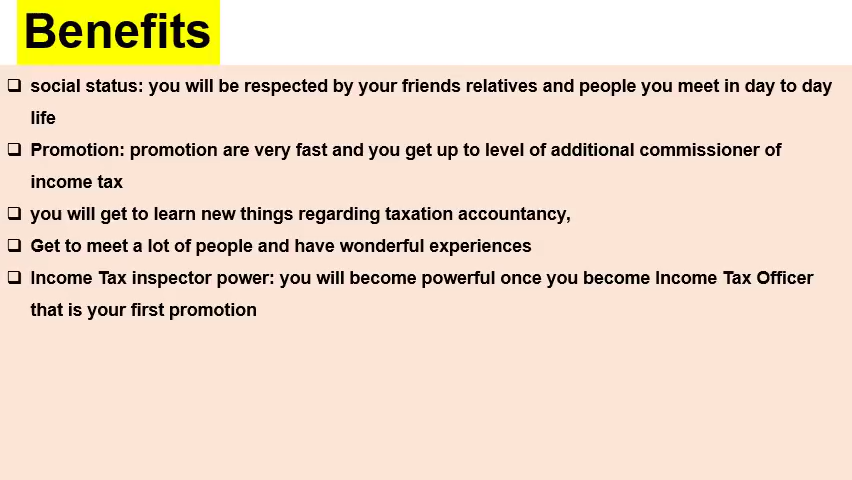 Benefits
❑ social status: you will be respected by your friends relatives and people you meet in day to day
life
❑ Promotion: promotion are very fast and you get up to level of additional commissioner of
income tax
❑ you will get to learn new things regarding taxation accountancy,
❑ Get to meet a lot of people and have wonderful experiences
❑ Income Tax inspector power: you will become powerful once you become Income Tax Officer
that is your first promotion